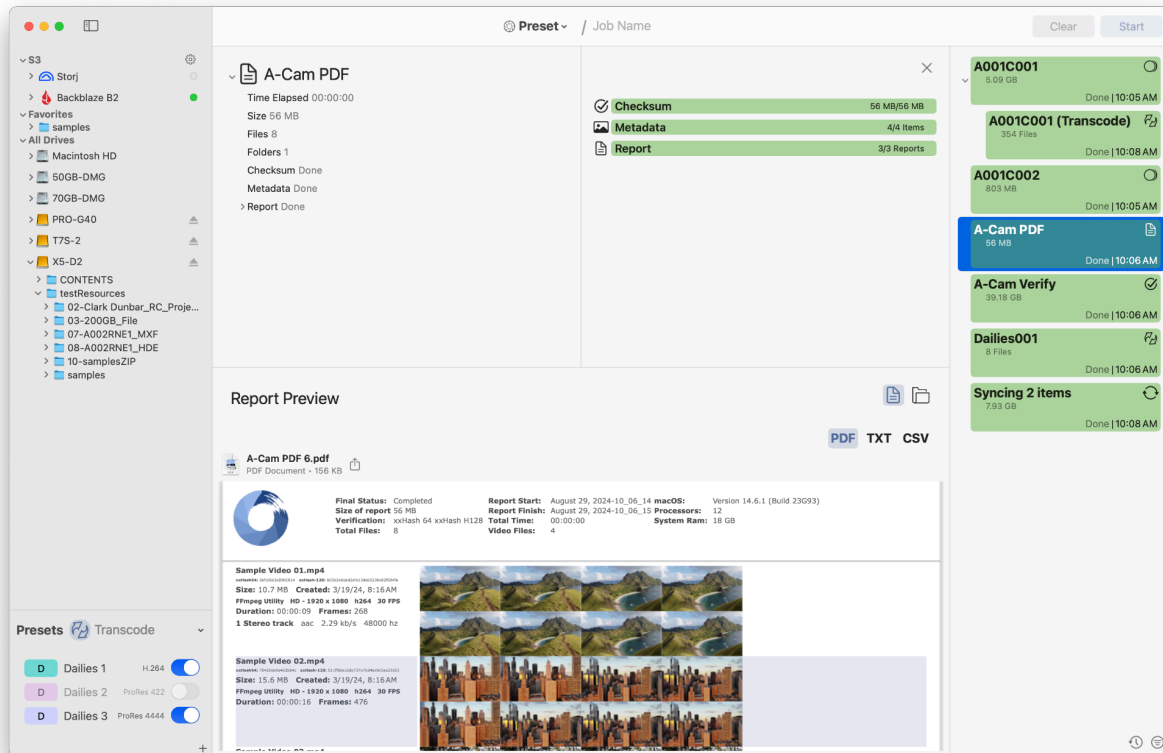 Preset
/ Job Name
Clear
Start
S3
Storj
Backblaze B2
Favorites
samples
All Drives
Macintosh HD
50GB-DMG
70GB-DMG
PRO-G40
T7S-2
X5-D2
CONTENTS
testResources
02-Clark Dunbar_RC_Proje...
03-200GB_File
07-A002RNE1_MXF
08-A002RNE1_HDE
10-samplesZIP
samples
Presets Transcode
D Dailies 1 H.264
D Dailies 2 ProRes 422
D Dailies 3 ProRes 4444
+
A-Cam PDF
Time Elapsed 00:00:00
Size 56 MB
Files 8
Folders 1
Checksum Done
Metadata Done
Report Done
Checksum 56 MB/56 MB
Metadata 4/4 Items
Report 3/3 Reports
Report Preview
PDF TXT CSV
A-Cam PDF 6.pdf
PDF Document • 156 KB
Final Status: Completed Report Start: August 29, 2024-10_06_14 macOS: Version 14.6.1 (Build 23G93)
Size of report 56 MB Report Finish: August 29, 2024-10_06_15 Processors: 12
Verification: xxHash 64 xxHash H128 Total Time: 00:00:00 System Ram: 18 GB
Total Files: 8 Video Files: 4
Sample Video 01.mp4
Size: 10.7 MB Created: 3/19/24, 8:16AM
FFmpeg Utility HD - 1920 x 1080 h264 30 FPS
Duration: 00:00:09 Frames: 268
1 Stereo track aac 2.29 kb/s 48000 hz
Sample Video 02.mp4
Size: 15.6 MB Created: 3/19/24, 8:16AM
FFmpeg Utility HD - 1920 x 1080 h264 30 FPS
Duration: 00:00:16 Frames: 476
A001C001
5.09 GB
Done | 10:05 AM
A001C001 (Transcode)
354 Files
Done | 10:08 AM
A001C002
803 MB
Done | 10:05 AM
A-Cam PDF
56 MB
Done | 10:06 AM
A-Cam Verify
39.18 GB
Done | 10:06 AM
Dailies001
8 Files
Done | 10:06 AM
Syncing 2 items
7.93 GB
Done | 10:08 AM